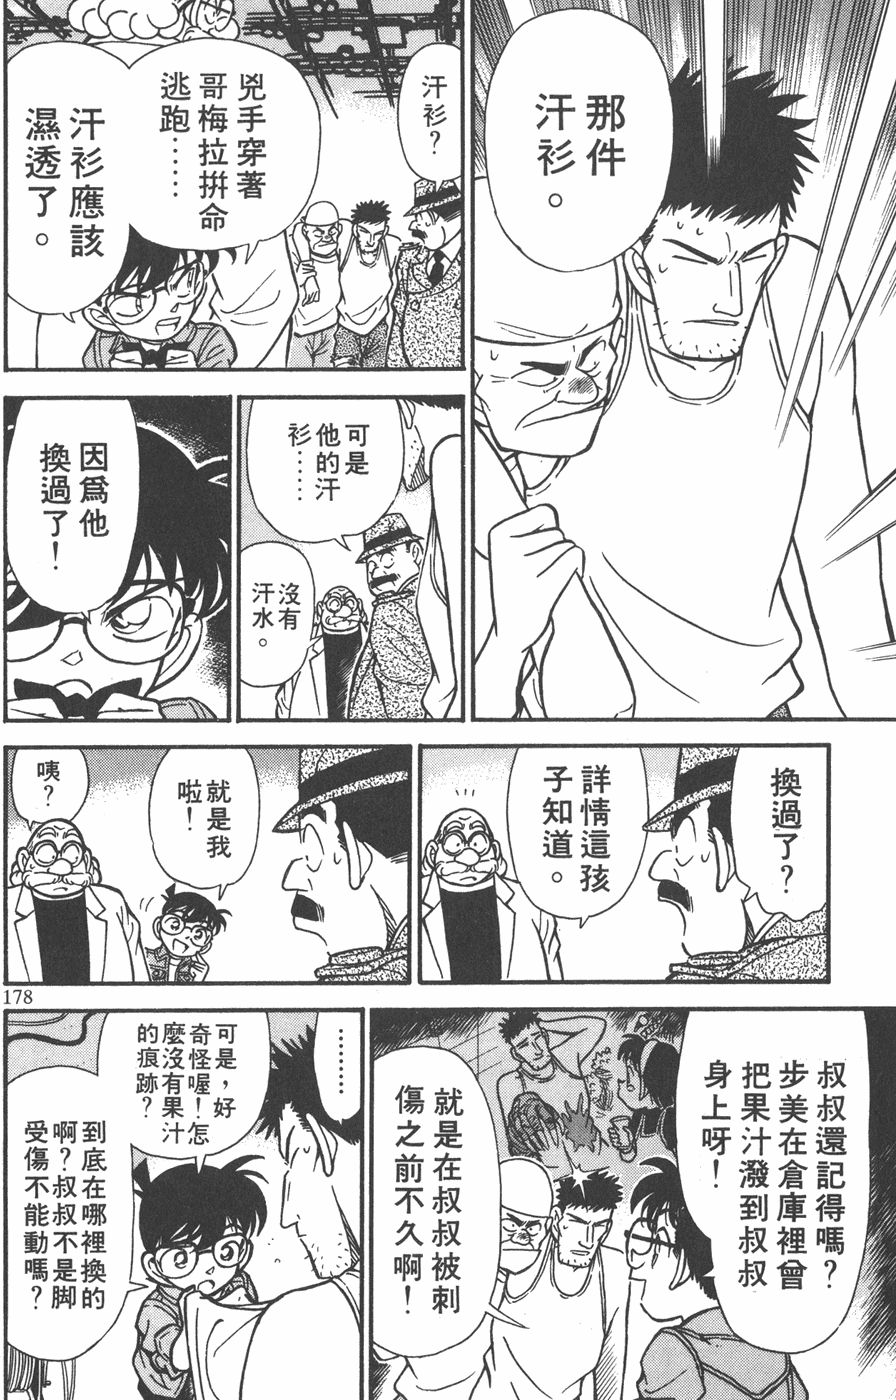 那件
汗衫。
汗衫?
兇手穿著
哥梅拉拚命
逃跑……
汗衫應該
濕透了。
可是
他的汗
衫……
沒有
汗水。
因爲他
換過了!
換過了?
詳情這孩
子知道。
就是我
啦!
咦?
叔叔還記得嗎?
步美在倉庫裡曾
把果汁潑到叔叔
身上呀!
就是在叔叔被刺
傷之前不久啊!
……
可是,好
奇怪喔!怎
麼沒有果汁
的痕跡?
到底在哪裡換的
啊?叔叔不是脚
受傷不能動嗎?
178